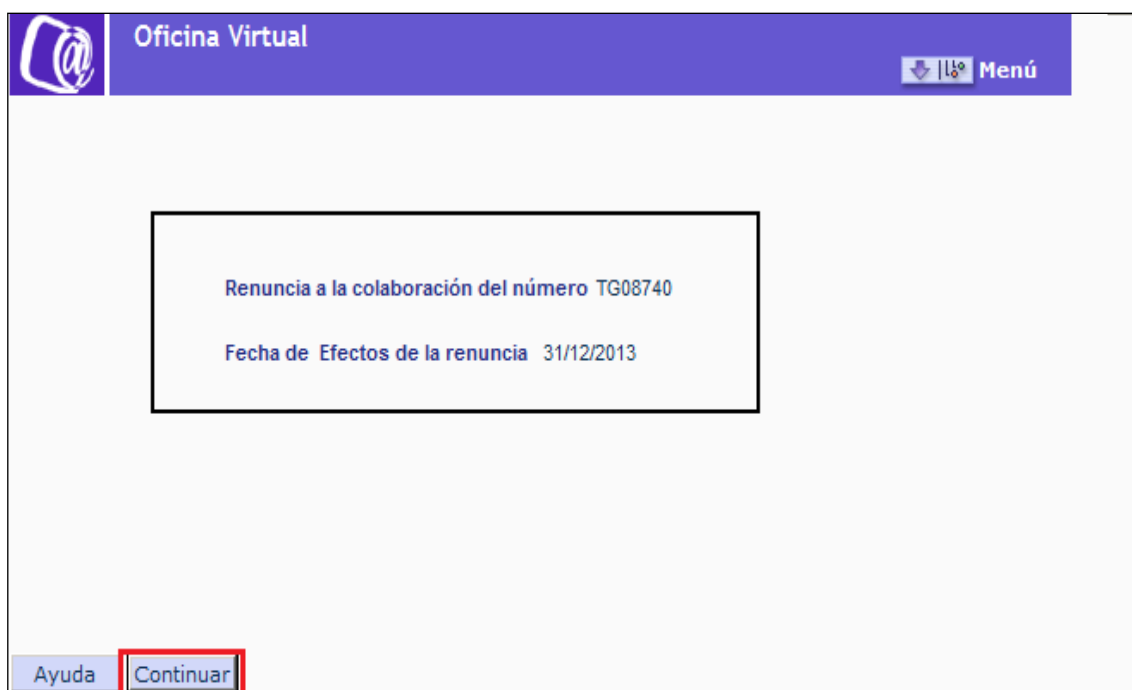 Oficina Virtual
Menú
Renuncia a la colaboración del número TG08740
Fecha de Efectos de la renuncia 31/12/2013
Ayuda Continuar